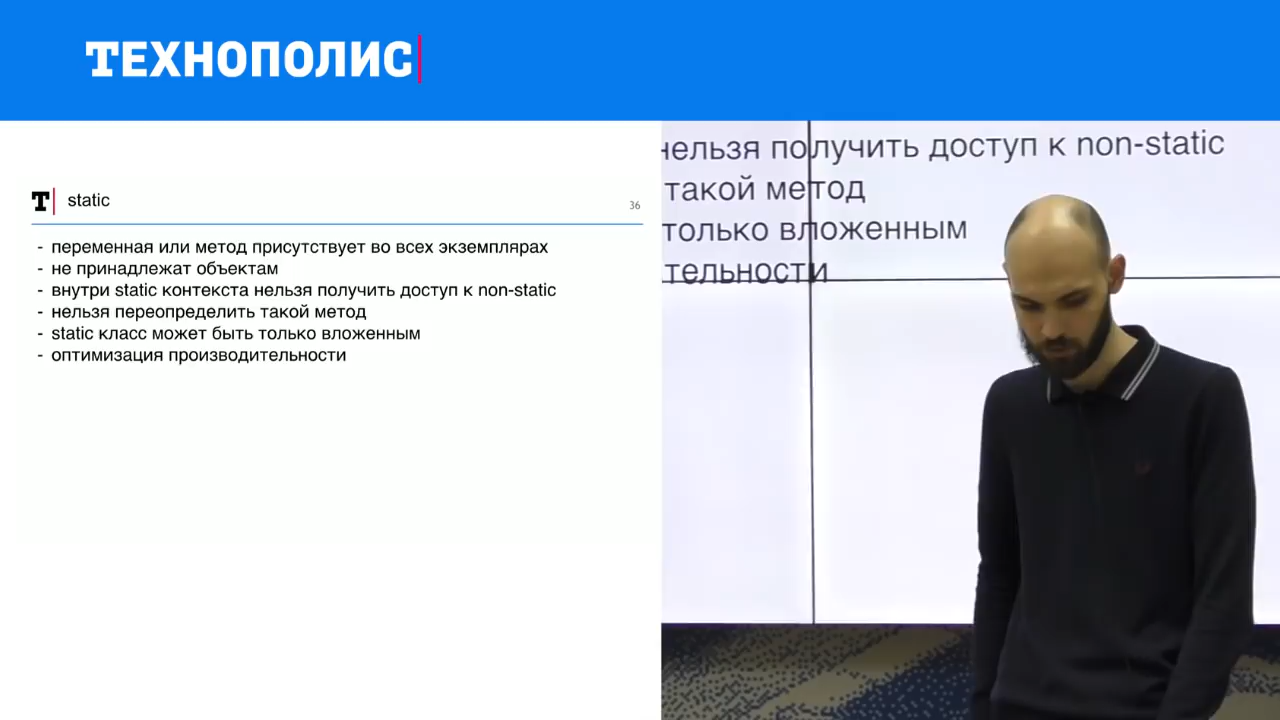 ТЕХНОПОЛИС
T static
36
- переменная или метод присутствует во всех экземплярах
- не принадлежат объектам
- внутри static контекста нельзя получить доступ к non-static
- нельзя переопределить такой метод
- static класс может быть только вложенным
- оптимизация производительности
нельзя получить доступ к non-static
такой метод
только вложенным
тельности